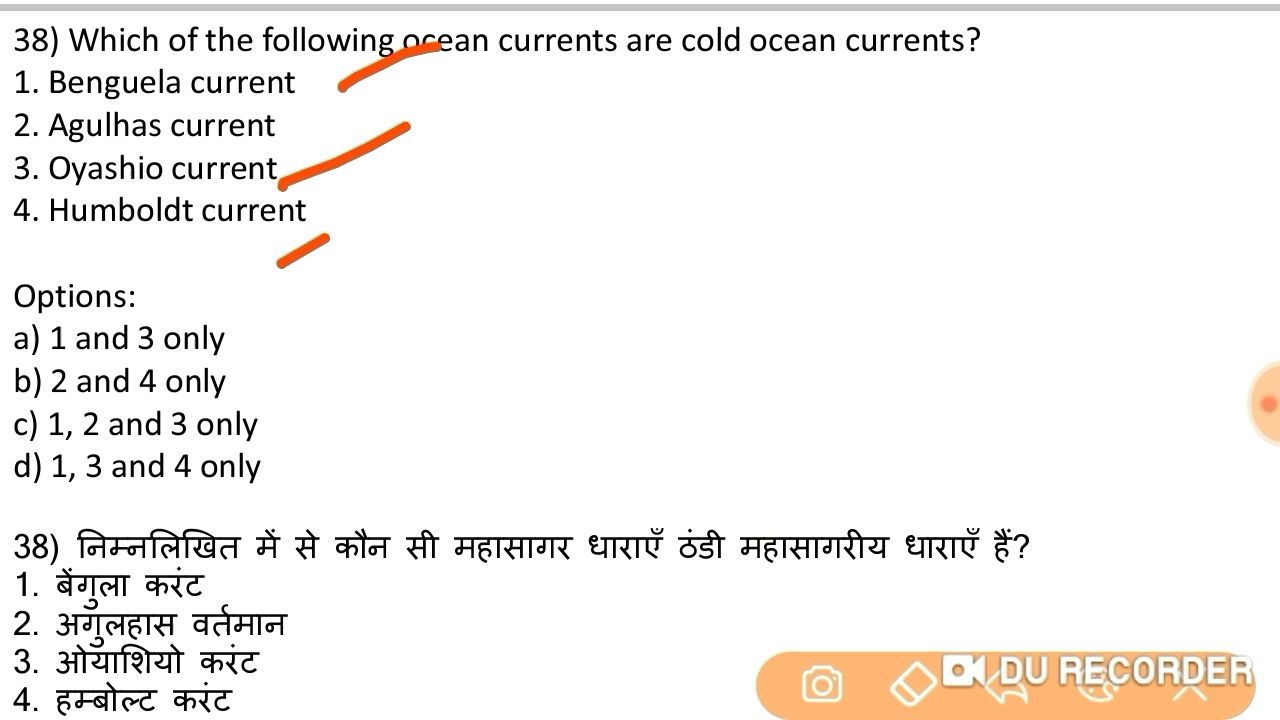 38) Which of the following ocean currents are cold ocean currents?
1. Benguela current
2. Agulhas current
3. Oyashio current
4. Humboldt current
Options:
a) 1 and 3 only
b) 2 and 4 only
c) 1, 2 and 3 only
d) 1, 3 and 4 only
38) निम्नलिखित में से कौन सी महासागर धाराएँ ठंडी महासागरीय धाराएँ हैं?
1. बेंगुला करंट
2. अगुलहास वर्तमान
3. ओयाशियो करंट
4. हम्बोल्ट करंट
DU RECORDER